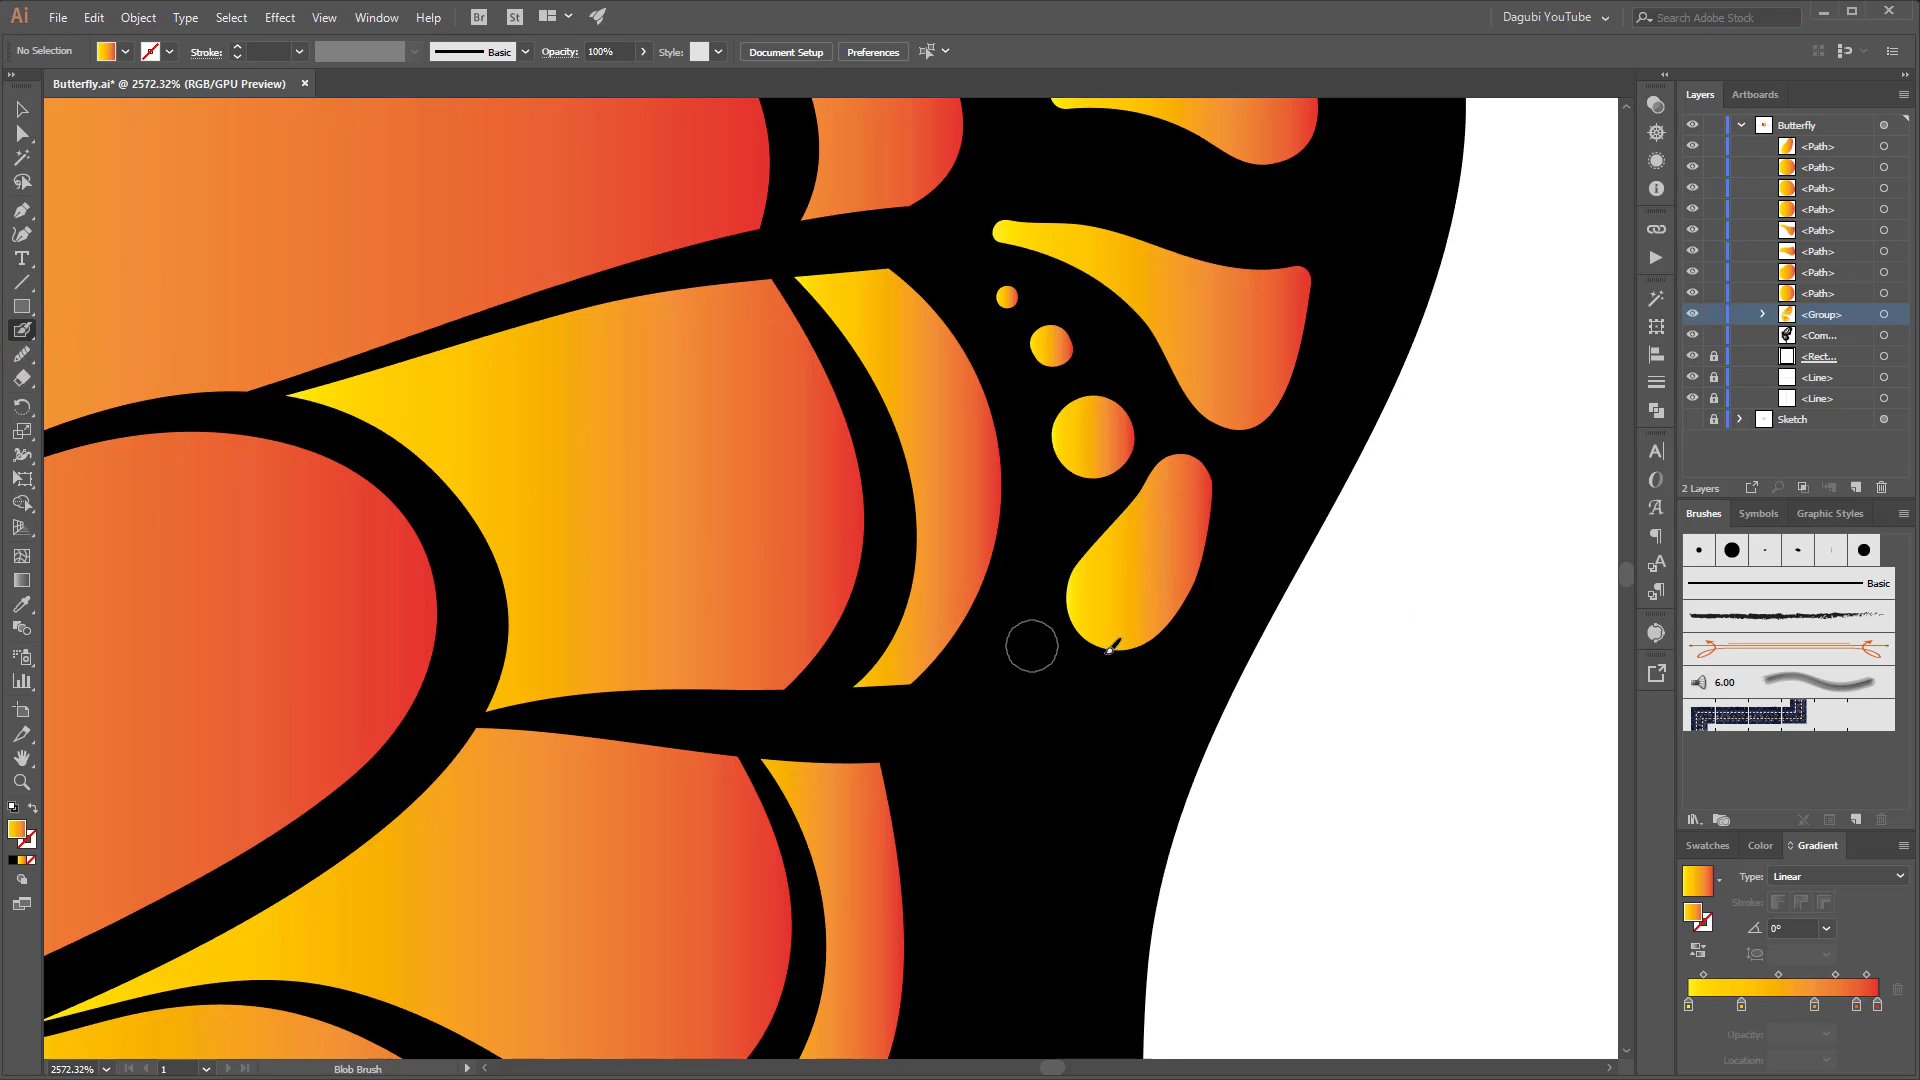 Ai File Edit Object Type Select Effect View Window Help Br St Dagubi YouTube Search Adobe Stock
No Selection Stroke: Basic Opacity: 100% Style: Document Setup Preferences
Butterfly.ai* @ 2572.32% (RGB/GPU Preview)
Layers Artboards
Butterfly
<Path>
<Path>
<Path>
<Path>
<Path>
<Path>
<Path>
<Path>
<Group>
<Com...
<Rect...
<Line>
<Line>
Sketch
2 Layers
Brushes Symbols Graphic Styles
Basic
6.00
Swatches Color Gradient
Type: Linear
Stroke:
0°
Opacity:
Location:
2572.32% 1 Blob Brush